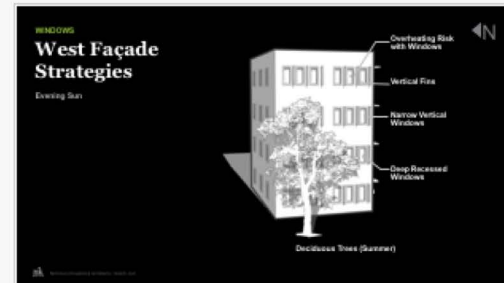 WINDOWS
West Façade
Strategies
Evening Sun
N
Overheating Risk
with Windows
Vertical Fins
Narrow Vertical
Windows
Deep Recessed
Windows
Deciduous Trees (Summer)